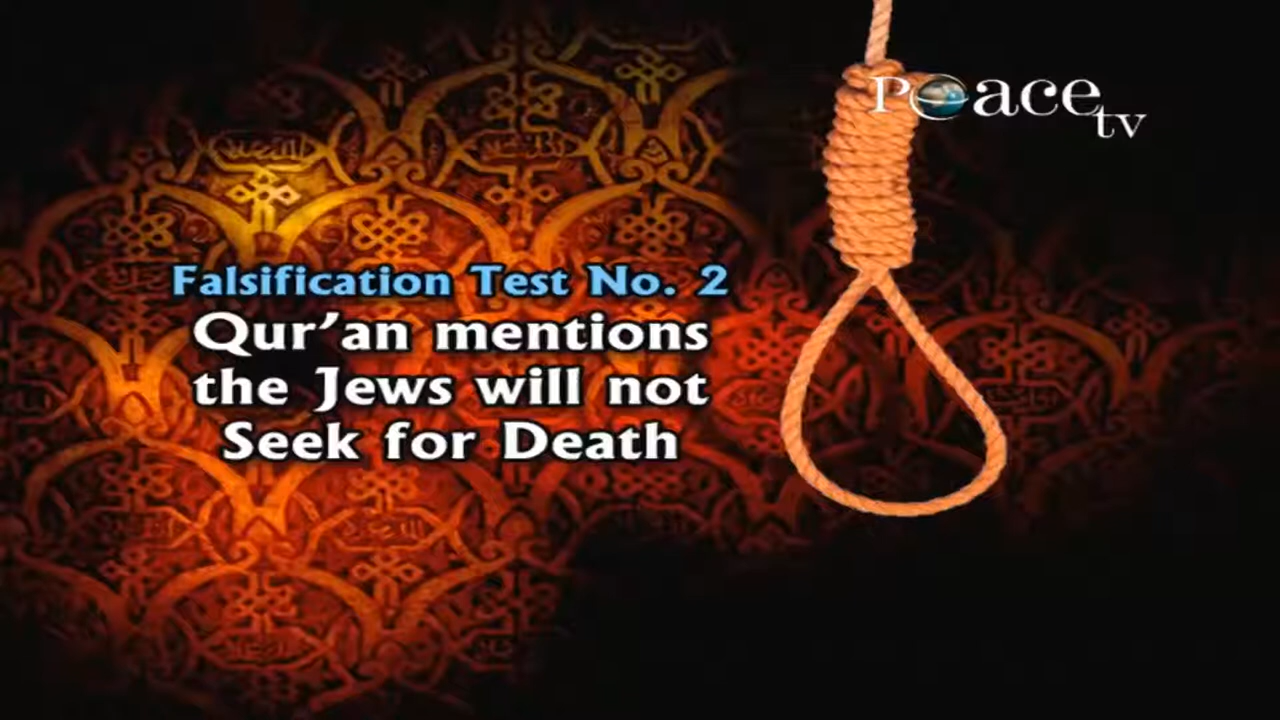 Peace tv
Falsification Test No. 2
Qur’an mentions
the Jews will not
Seek for Death